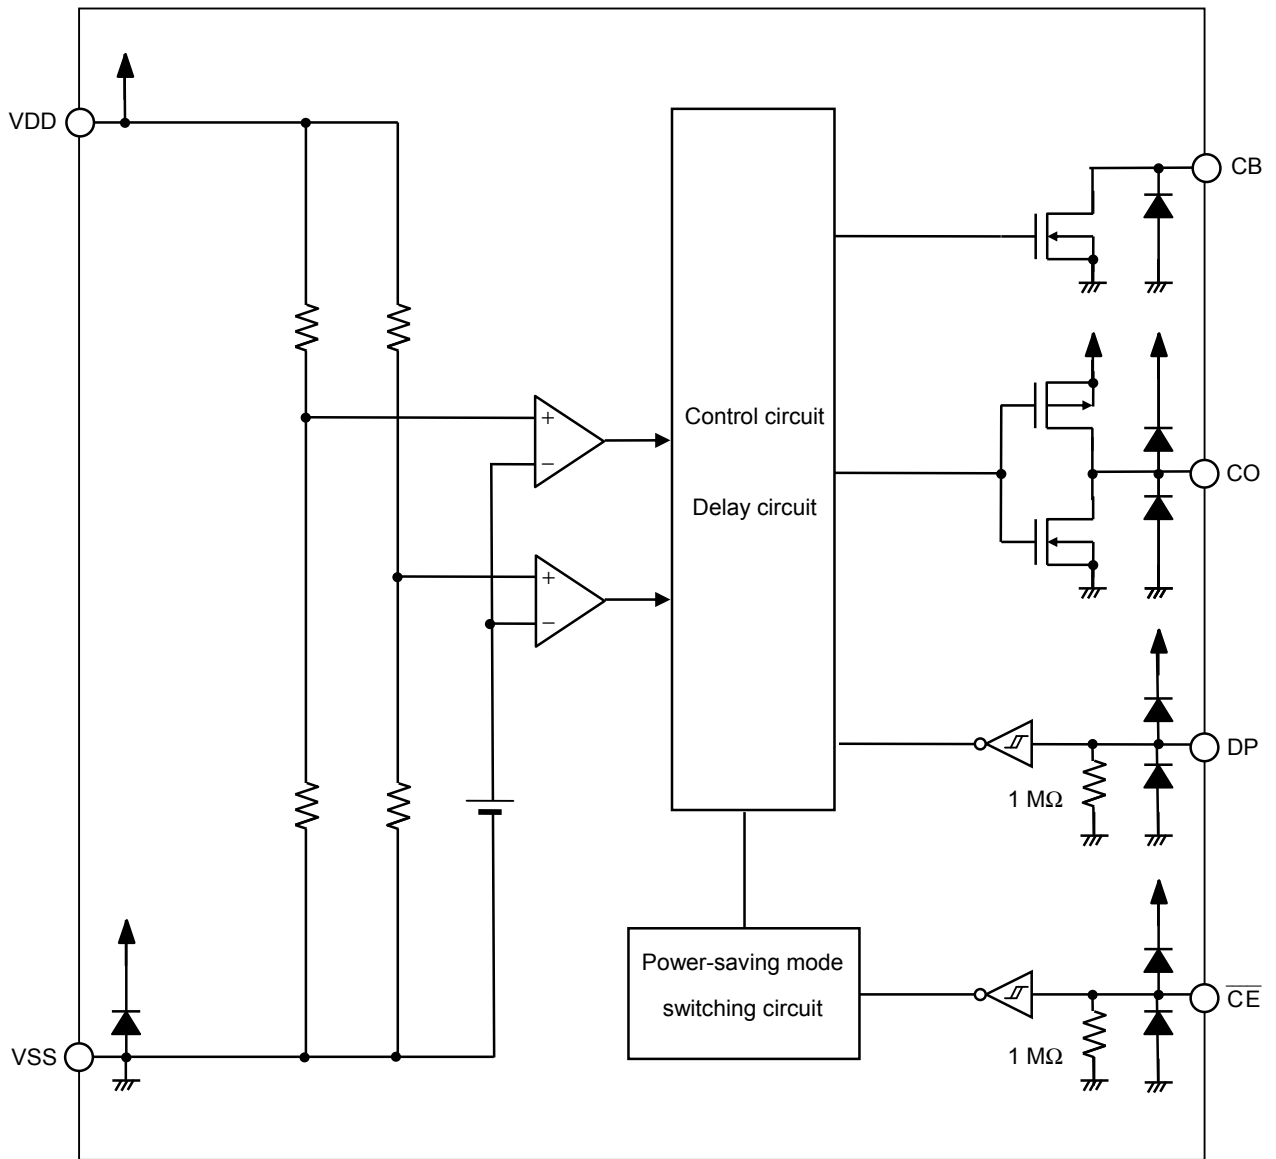 VDD
CB
+
−
Control circuit
CO
Delay circuit
+
−
DP
1 MΩ
Power-saving mode
switching circuit
CE
1 MΩ
VSS